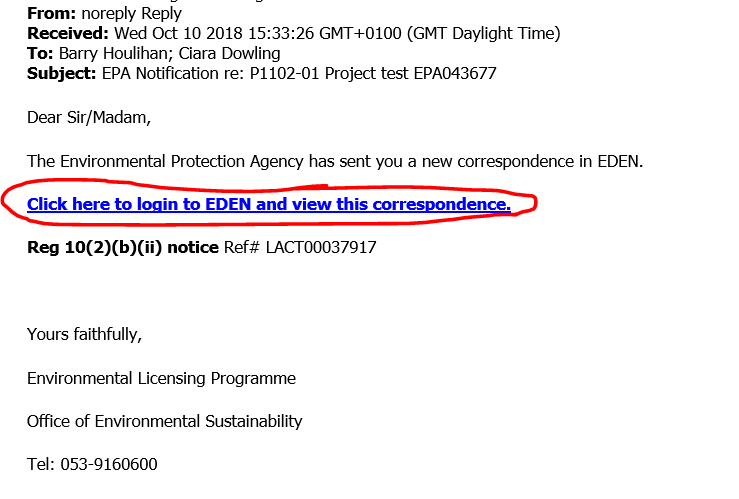 From: noreply Reply
Received: Wed Oct 10 2018 15:33:26 GMT+0100 (GMT Daylight Time)
To: Barry Houlihan; Ciara Dowling
Subject: EPA Notification re: P1102-01 Project test EPA043677
Dear Sir/Madam,
The Environmental Protection Agency has sent you a new correspondence in EDEN.
Click here to login to EDEN and view this correspondence.
Reg 10(2)(b)(ii) notice Ref# LACT00037917
Yours faithfully,
Environmental Licensing Programme
Office of Environmental Sustainability
Tel: 053-9160600